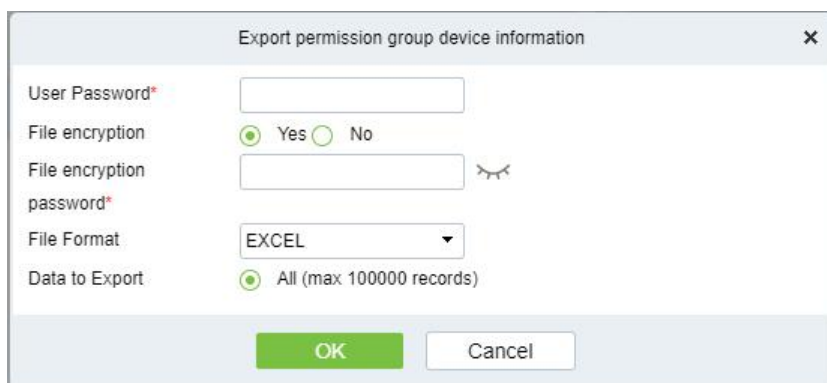 Export permission group device information
User Password*
File encryption Yes No
File encryption
password*
File Format EXCEL
Data to Export All (max 100000 records)
OK Cancel